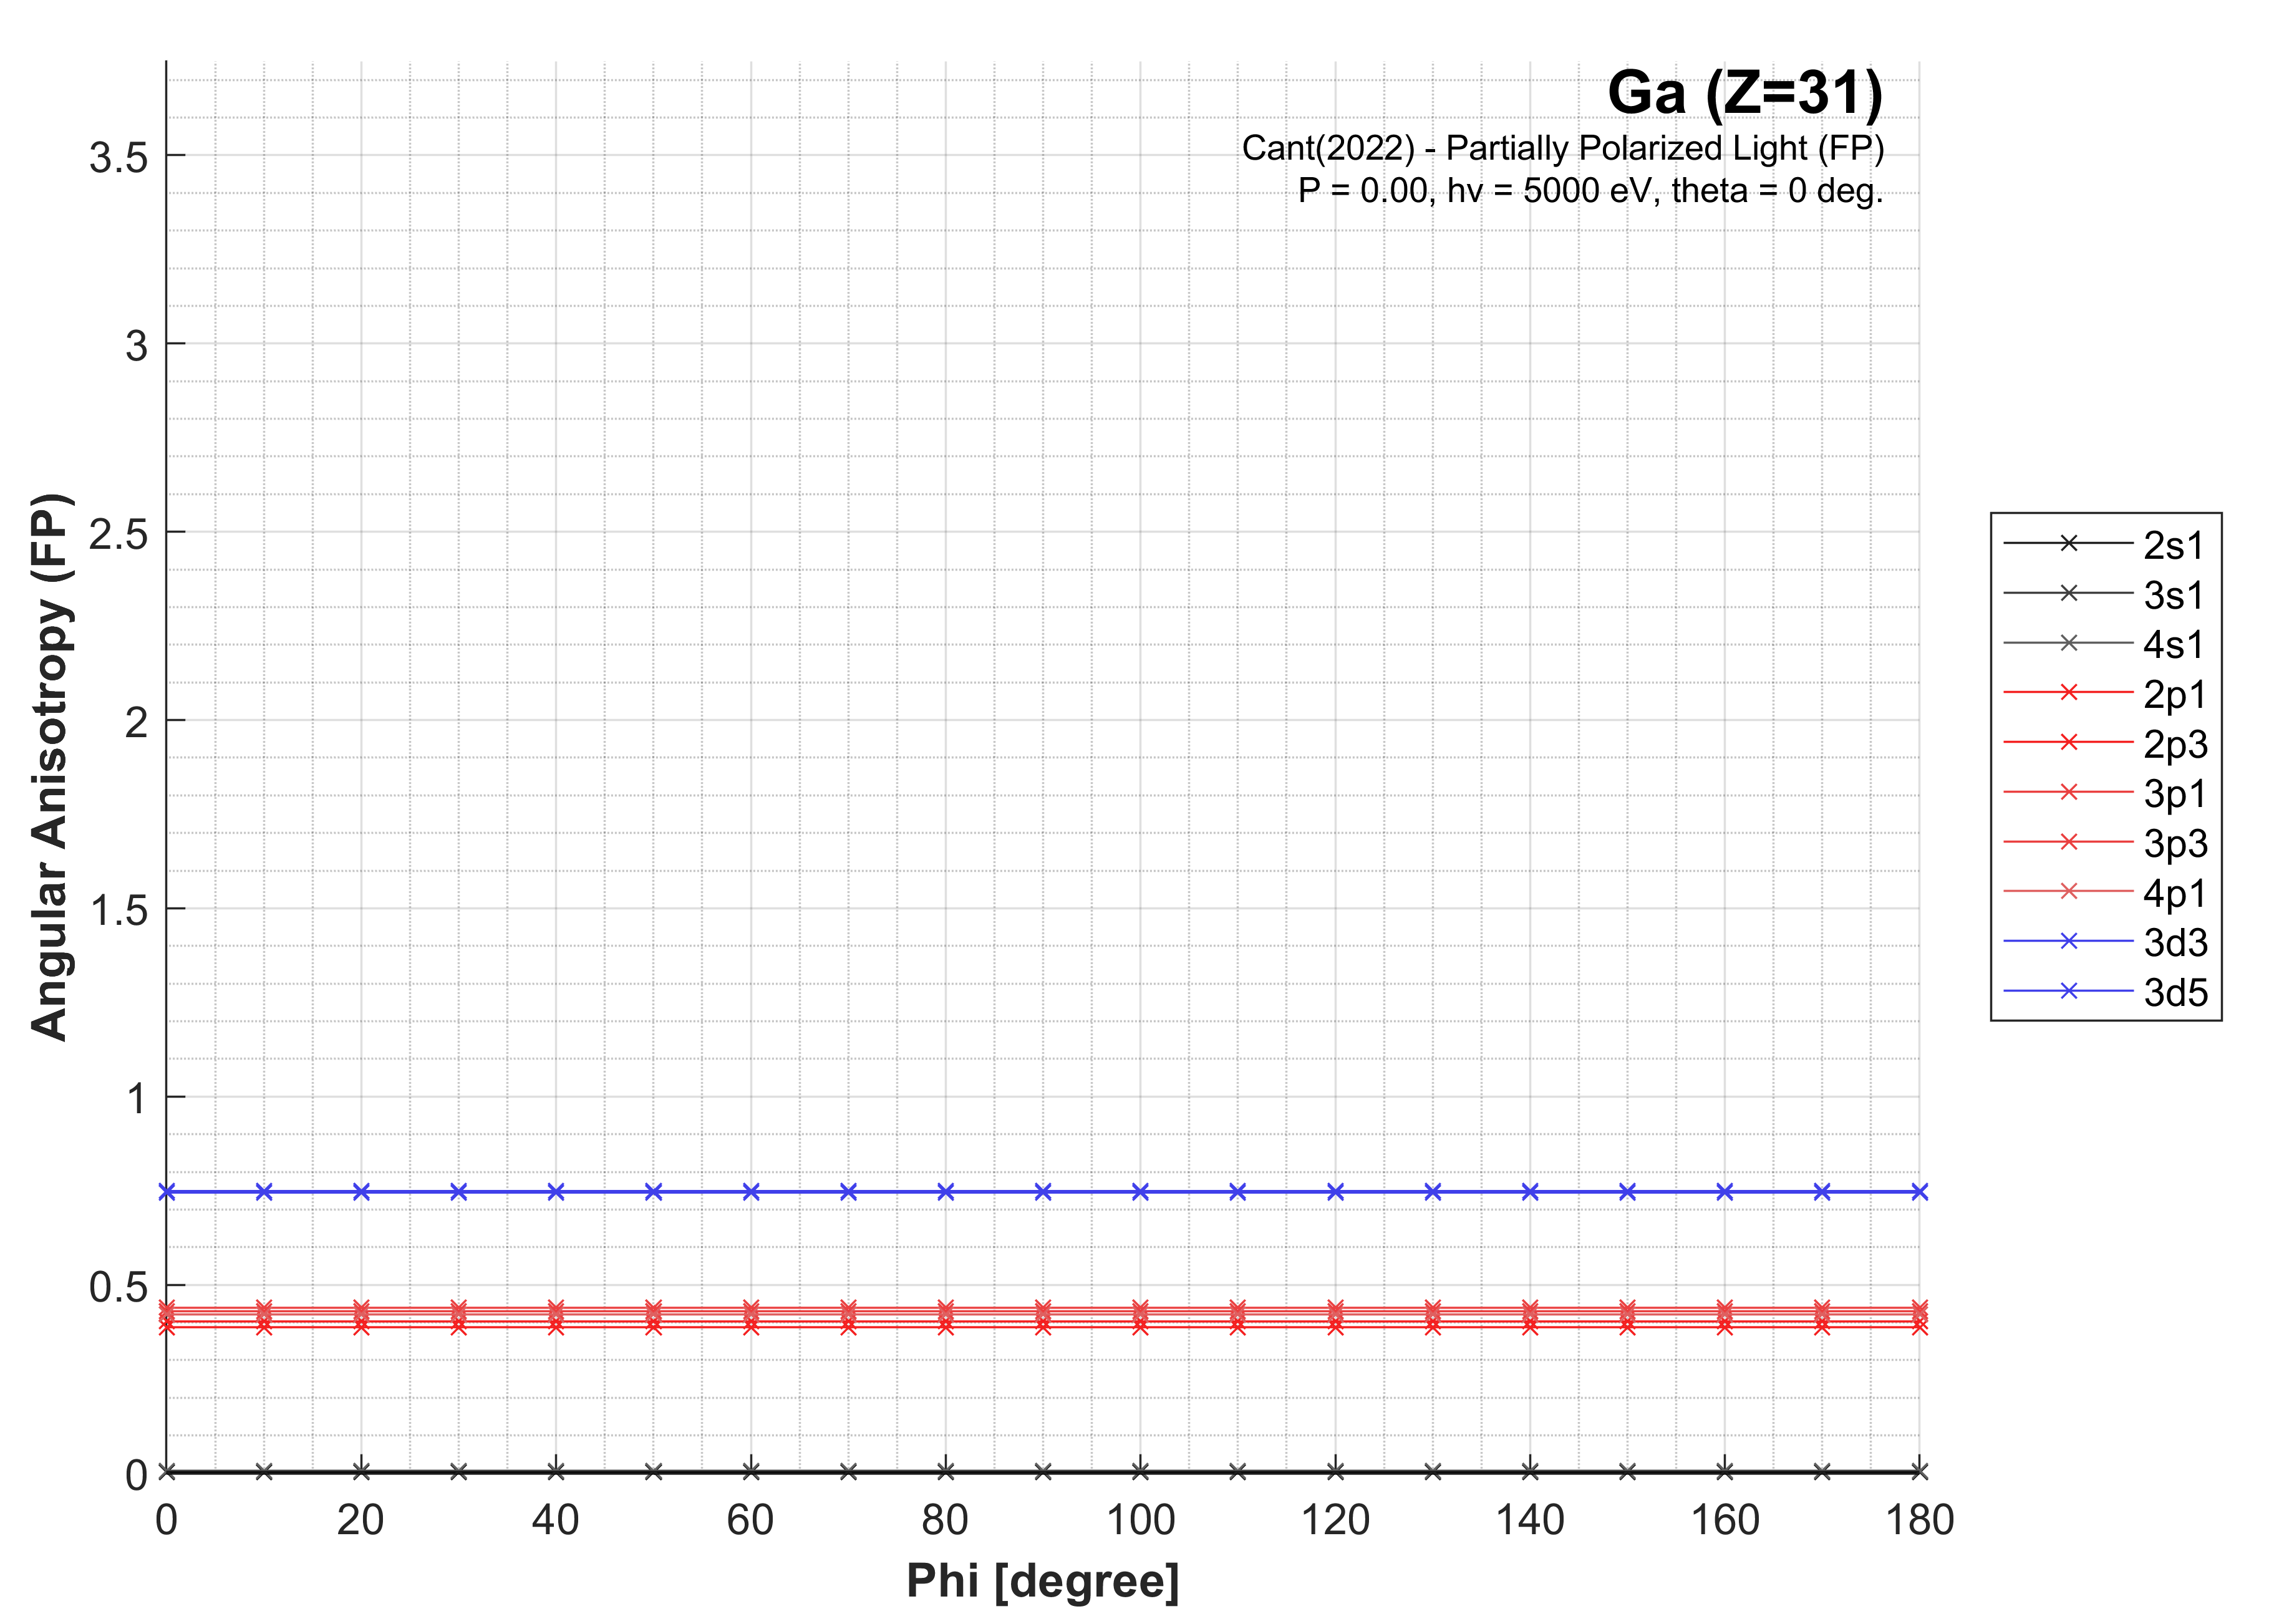 Ga (Z=31)
Cant(2022) - Partially Polarized Light (FP)
P = 0.00, hv = 5000 eV, theta = 0 deg.
Angular Anisotropy (FP)
3.5
3
2.5
2
1.5
1
0.5
0
0 20 40 60 80 100 120 140 160 180
Phi [degree]
2s1
3s1
4s1
2p1
2p3
3p1
3p3
4p1
3d3
3d5